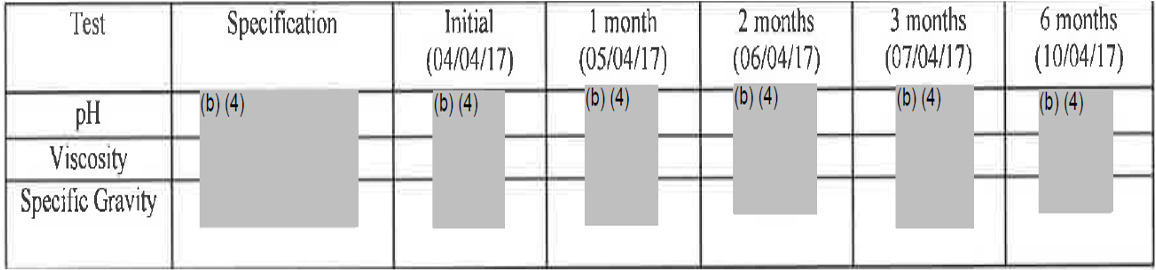 Test Specification Initial 1 month 2 months 3 months 6 months
(04/04/17) (05/04/17) (06/04/17) (07/04/17) (10/04/17)
(b) (4) (b) (4) (b) (4) (b) (4) (b) (4) (b) (4)
pH
Viscosity
Specific Gravity